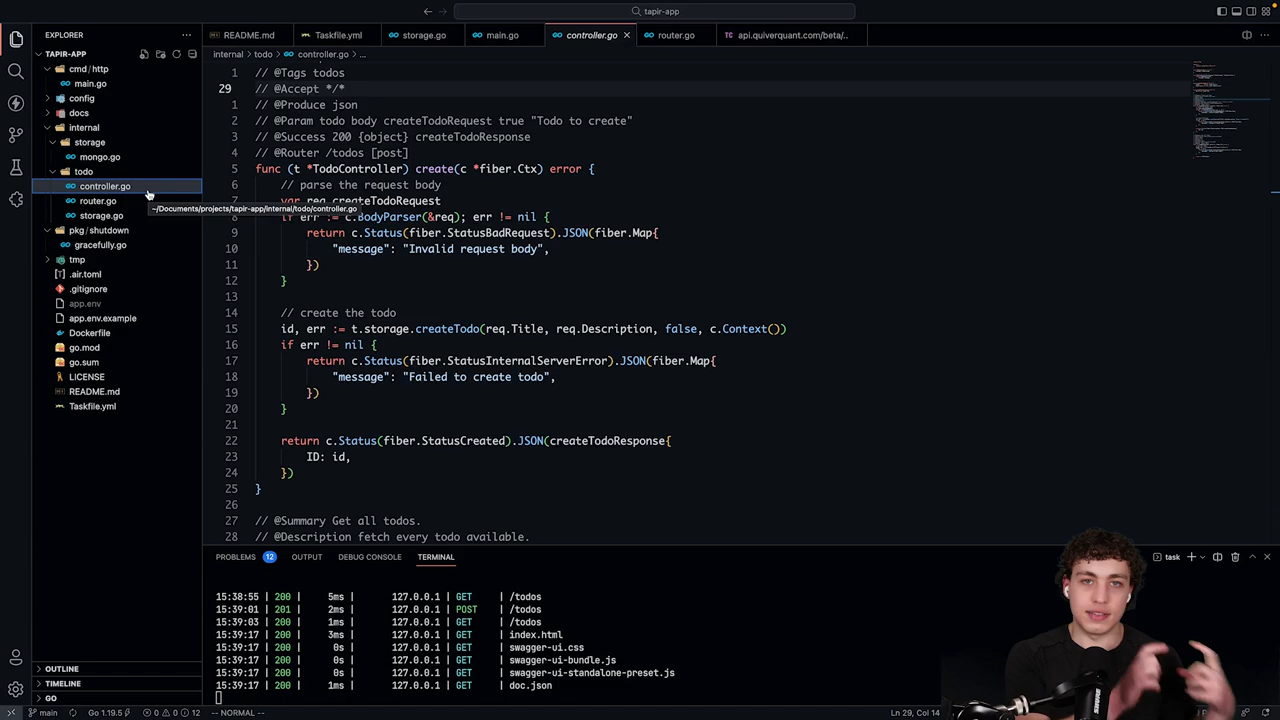 tapir-app
EXPLORER
TAPIR-APP
cmd / http
main.go
config
docs
internal
storage
mongo.go
todo
controller.go
router.go
storage.go
pkg / shutdown
gracefully.go
tmp
.air.toml
.gitignore
app.env
app.env.example
Dockerfile
go.mod
go.sum
LICENSE
README.md
Taskfile.yml
OUTLINE
TIMELINE
GO
README.md
Taskfile.yml
storage.go
main.go
controller.go
router.go
api.quiverquant.com/beta/..
internal > todo > controller.go > ...
1 // @Tags todos
29 // @Accept */*
1 // @Produce json
2 // @Param todo body createTodoRequest true "Todo to create"
3 // @Success 200 {object} createTodoResponse
4 // @Router /todos [post]
5 func (t *TodoController) create(c *fiber.Ctx) error {
6 // parse the request body
7 var req createTodoRequest
~/Documents/projects/tapir-app/internal/todo/controller.go
8 if err := c.BodyParser(&req); err != nil {
9 return c.Status(fiber.StatusBadRequest).JSON(fiber.Map{
10 "message": "Invalid request body",
11 })
12 }
13
14 // create the todo
15 id, err := t.storage.createTodo(req.Title, req.Description, false, c.Context())
16 if err != nil {
17 return c.Status(fiber.StatusInternalServerError).JSON(fiber.Map{
18 "message": "Failed to create todo",
19 })
20 }
21
22 return c.Status(fiber.StatusCreated).JSON(createTodoResponse{
23 ID: id,
24 })
25 }
26
27 // @Summary Get all todos.
28 // @Description fetch every todo available.
PROBLEMS 12 OUTPUT DEBUG CONSOLE TERMINAL
task
15:38:55 | 200 | 5ms | 127.0.0.1 | GET | /todos
15:39:01 | 201 | 2ms | 127.0.0.1 | POST | /todos
15:39:03 | 200 | 1ms | 127.0.0.1 | GET | /todos
15:39:17 | 200 | 3ms | 127.0.0.1 | GET | index.html
15:39:17 | 200 | 0s | 127.0.0.1 | GET | swagger-ui.css
15:39:17 | 200 | 0s | 127.0.0.1 | GET | swagger-ui-bundle.js
15:39:17 | 200 | 0s | 127.0.0.1 | GET | swagger-ui-standalone-preset.js
15:39:17 | 200 | 1ms | 127.0.0.1 | GET | doc.json
main Go 1.19.5 0 0 12 -- NORMAL -- Ln 29, Col 14